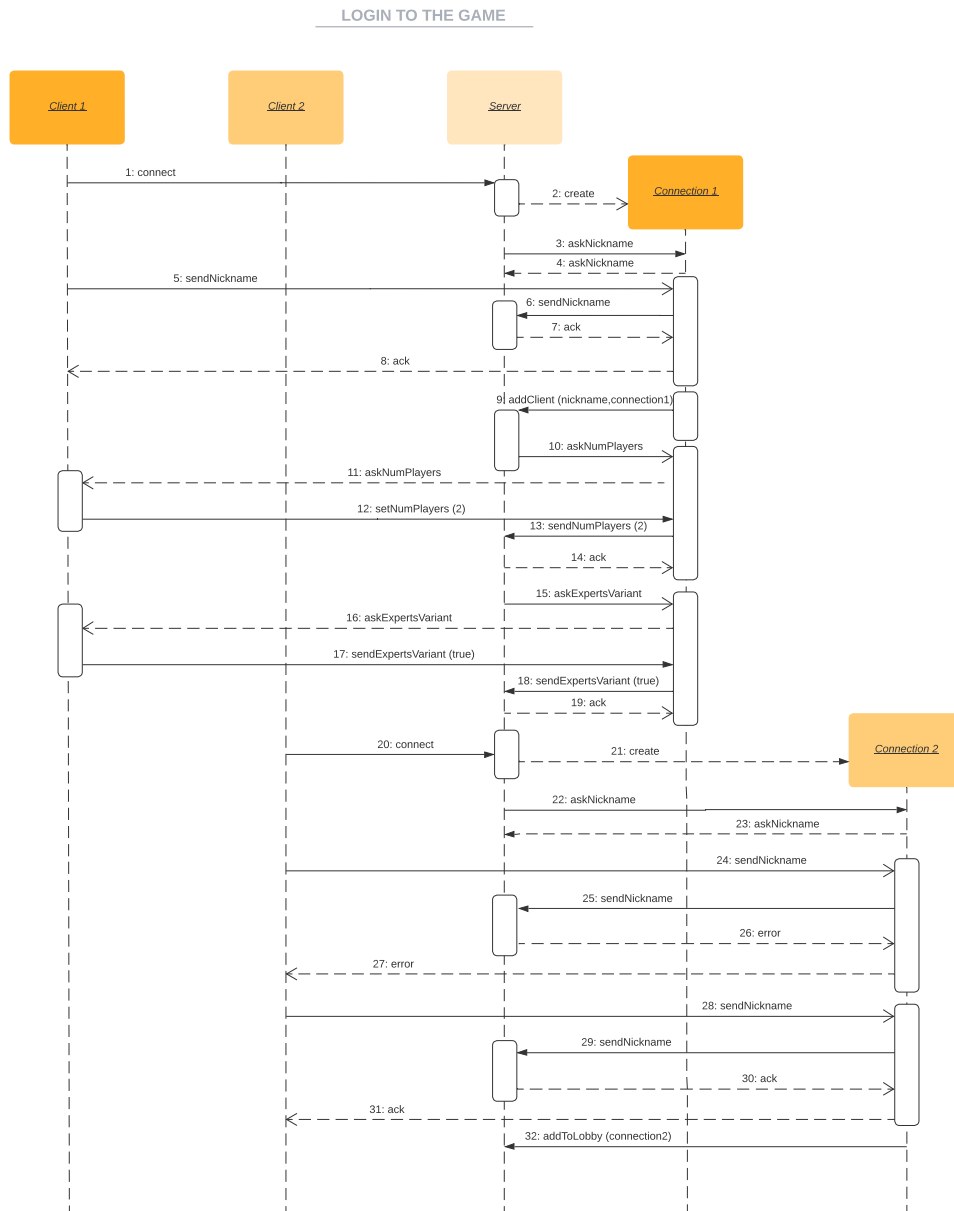 LOGIN TO THE GAME
Client 1
Client 2
Server
Connection 1
1: connect
2: create
3: askNickname
4: askNickname
5: sendNickname
6: sendNickname
7: ack
8: ack
9: addClient (nickname,connection1)
10: askNumPlayers
11: askNumPlayers
12: setNumPlayers (2)
13: sendNumPlayers (2)
14: ack
15: askExpertsVariant
16: askExpertsVariant
17: sendExpertsVariant (true)
18: sendExpertsVariant (true)
19: ack
20: connect
21: create
Connection 2
22: askNickname
23: askNickname
24: sendNickname
25: sendNickname
26: error
27: error
28: sendNickname
29: sendNickname
30: ack
31: ack
32: addToLobby (connection2)